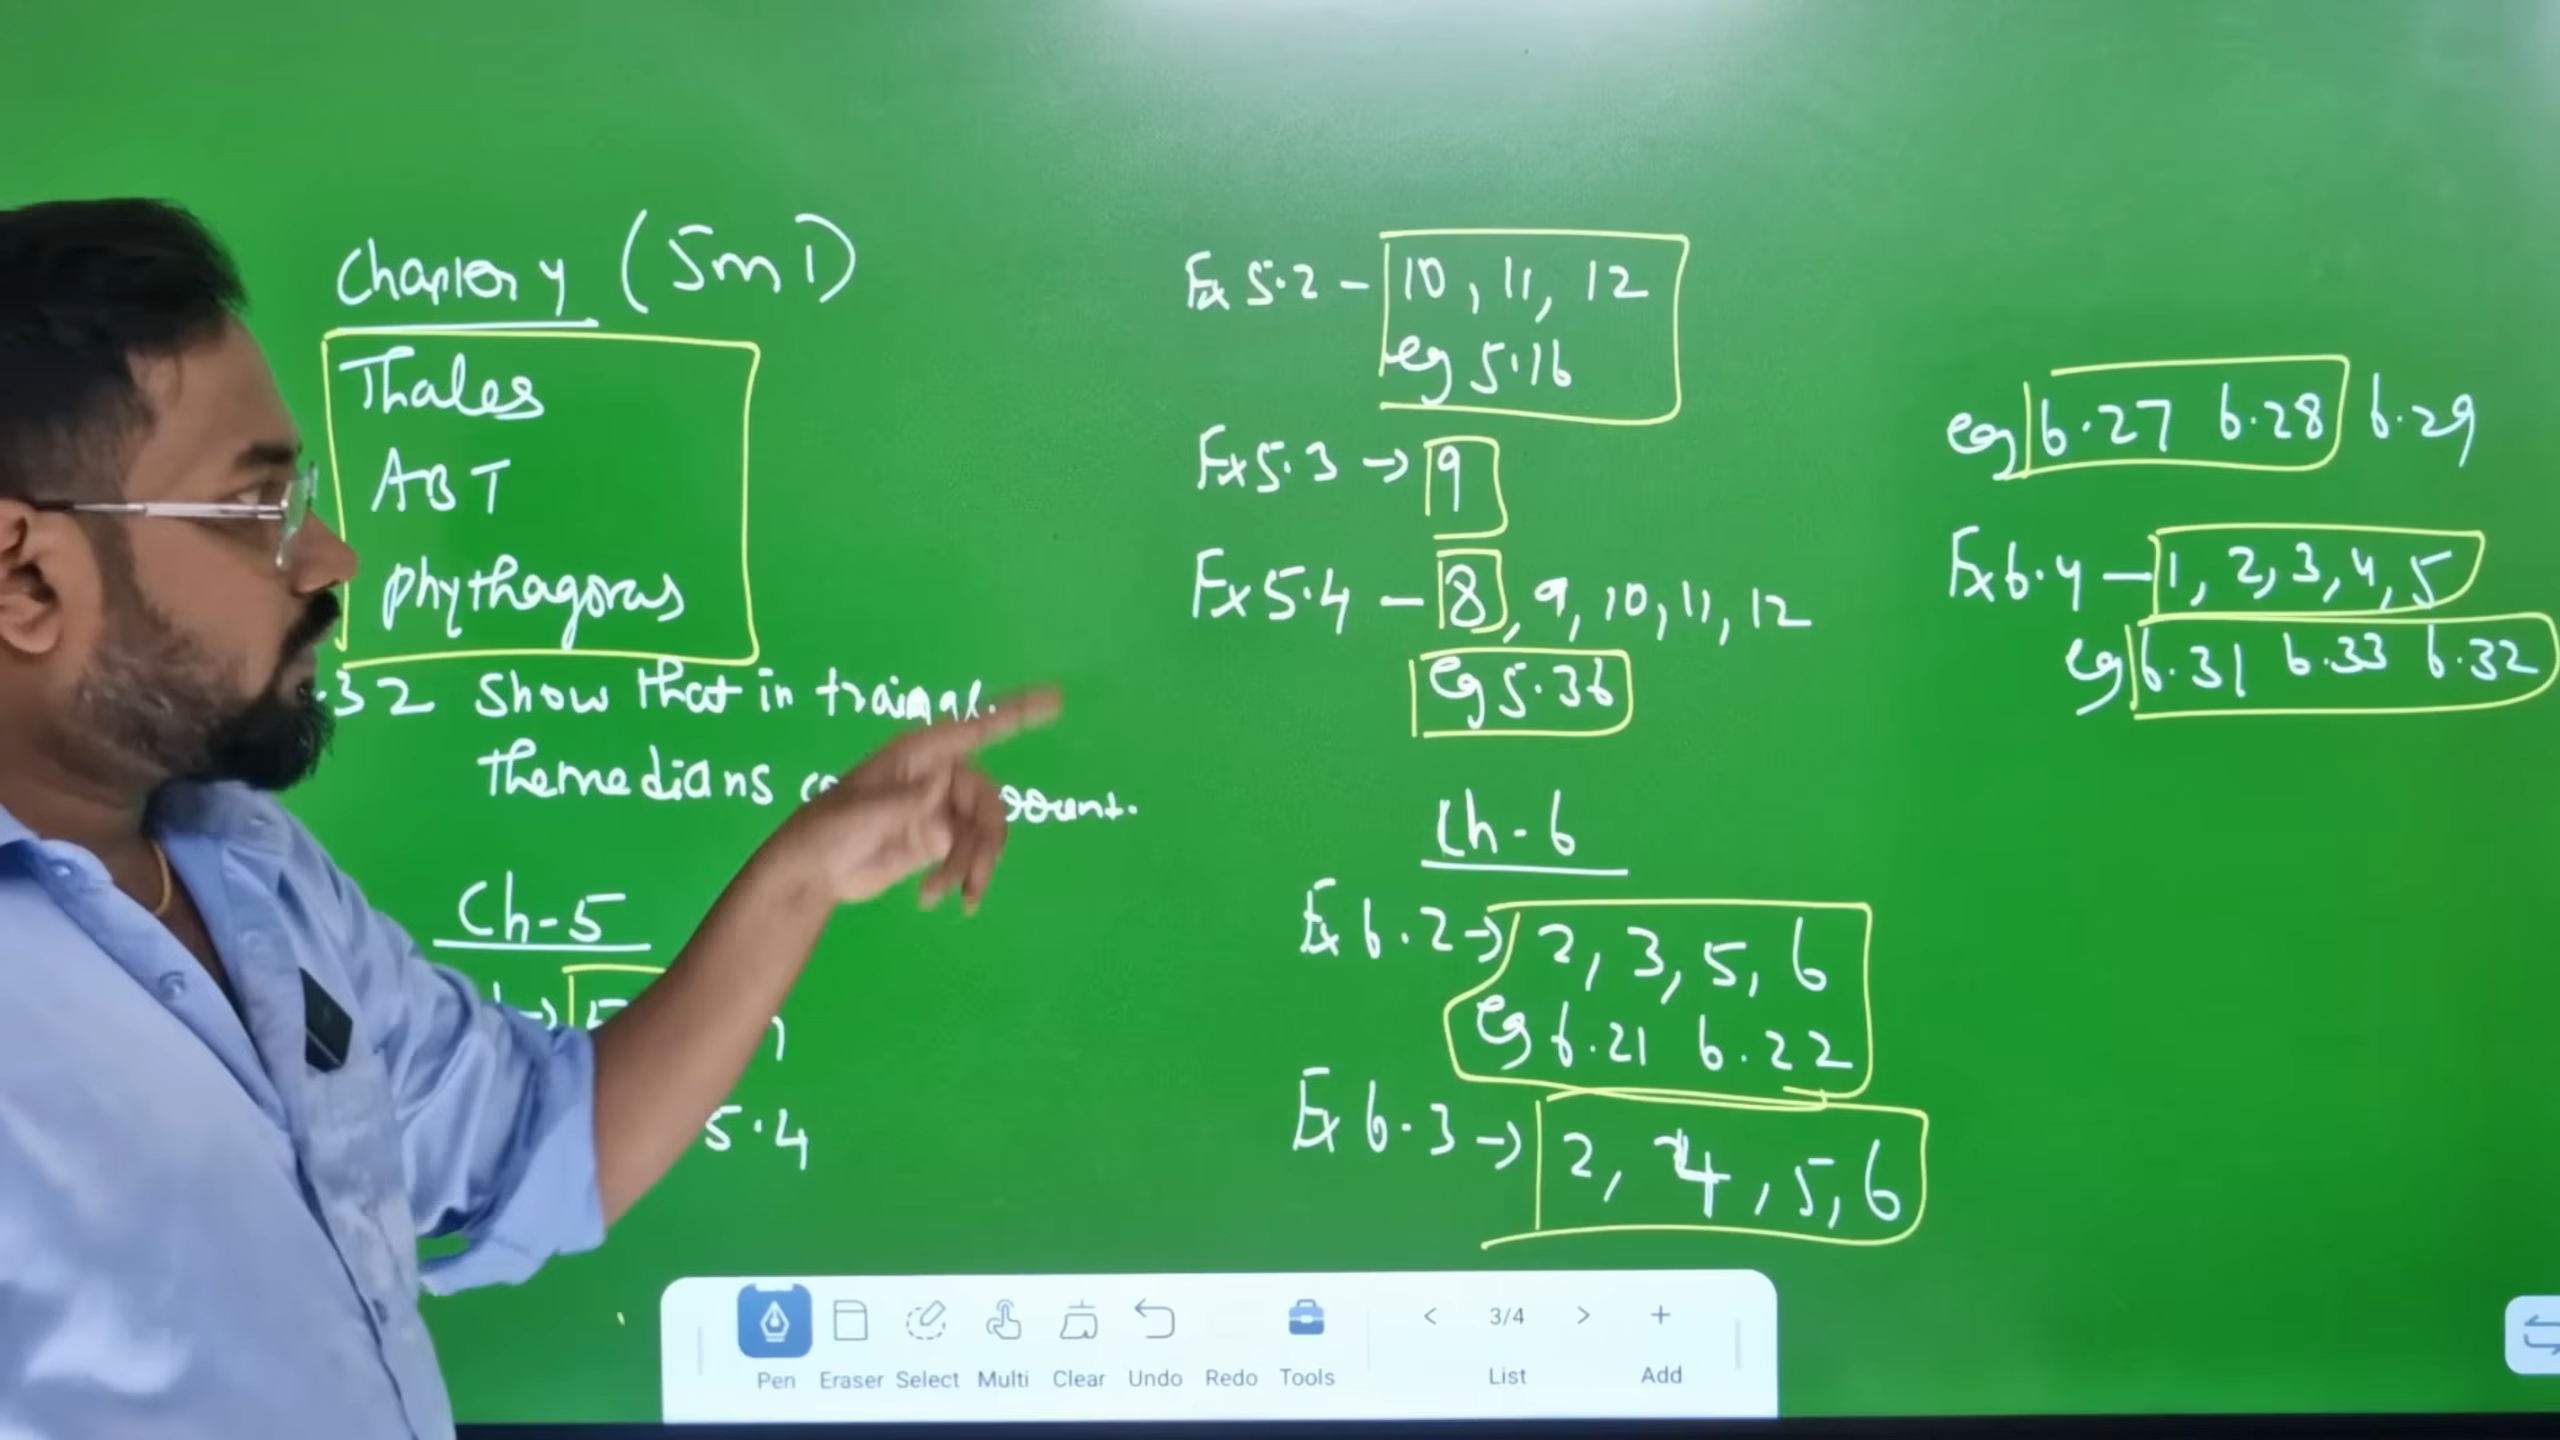 Chapter 4 (5m 1)
Thales
ABT
phythagoras
.32 Show that in
the medians
Ch-5
5.4
Ex 5.2 - 10, 11, 12
eg 5.16
Ex 5.3 → 9
Ex 5.4 - 8, 9, 10, 11, 12
eg 5.36
Ch-6
Ex 6.2 → 2, 3, 5, 6
eg 6.21 6.22
Ex 6.3 → 2, 4, 5, 6
eg 6.27 6.28 6.29
Ex 6.4 - 1, 2, 3, 4, 5
eg 6.31 6.33 6.32
Pen Eraser Select Multi Clear Undo Redo Tools < 3/4 > List + Add